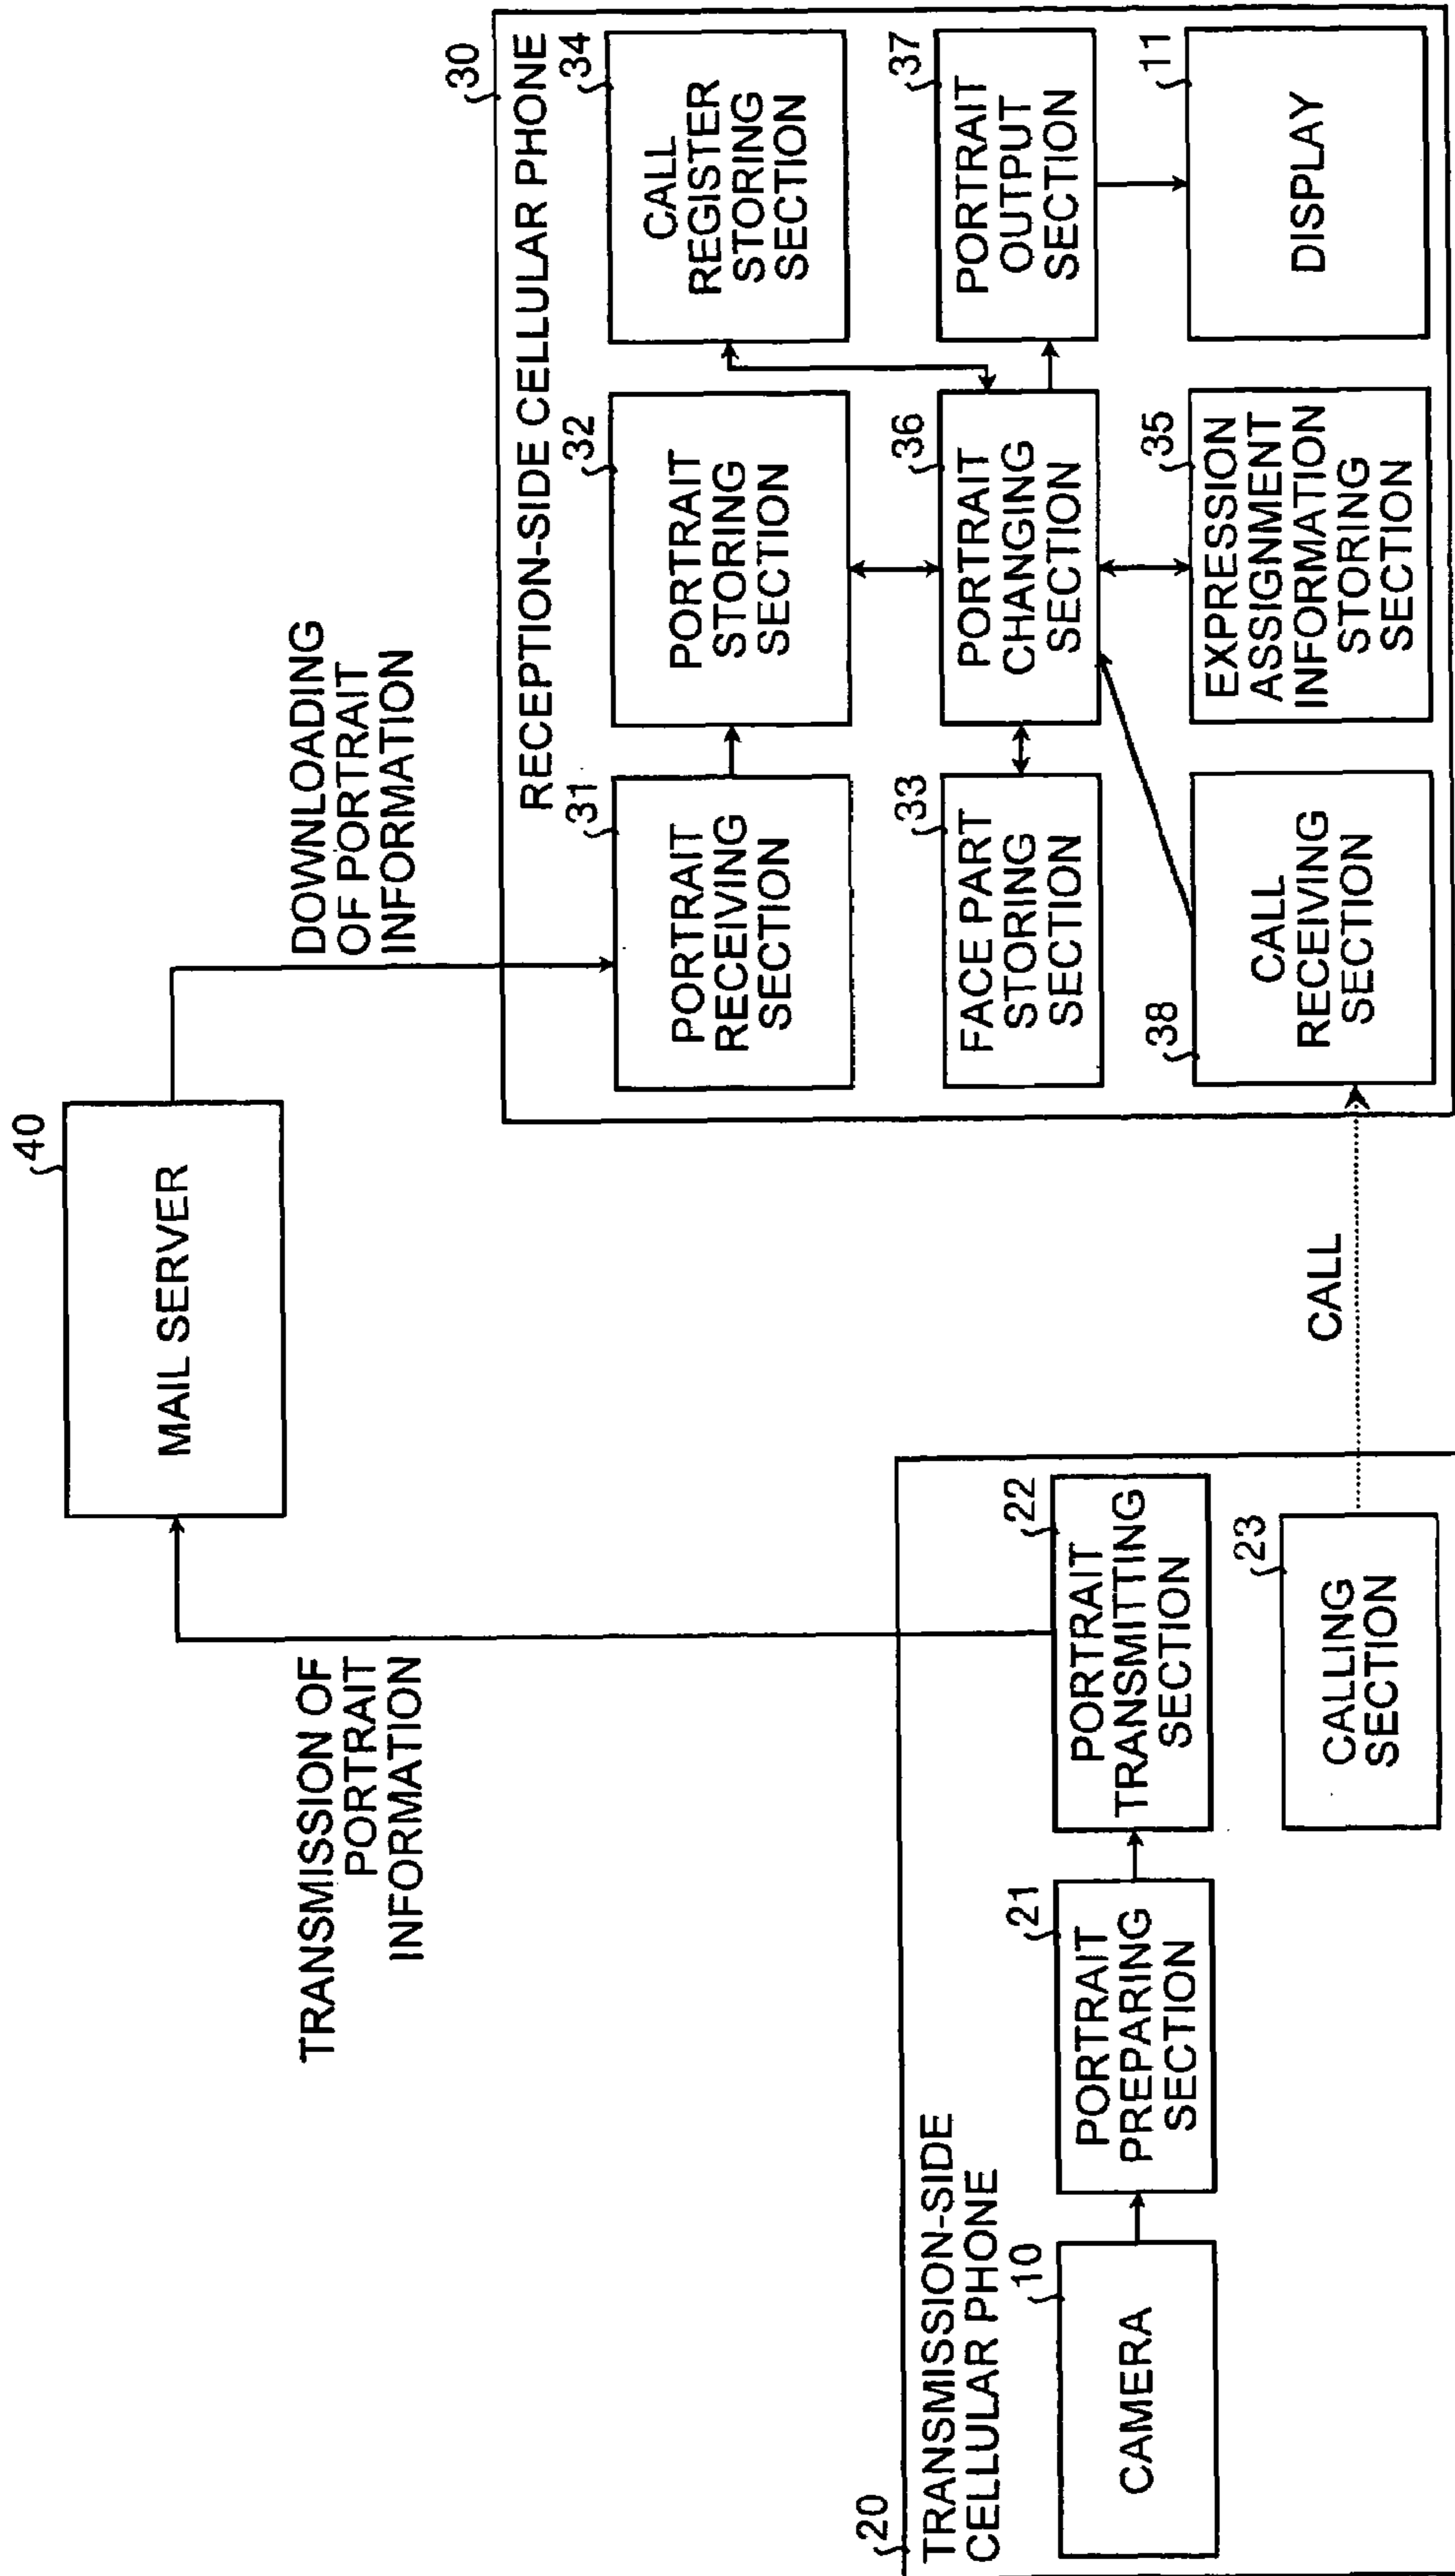 40
MAIL SERVER
TRANSMISSION OF
PORTRAIT
INFORMATION
DOWNLOADING
OF PORTRAIT
INFORMATION
20
TRANSMISSION-SIDE
CELLULAR PHONE
10
CAMERA
21
PORTRAIT
PREPARING
SECTION
22
PORTRAIT
TRANSMITTING
SECTION
23
CALLING
SECTION
CALL
30
RECEPTION-SIDE CELLULAR PHONE
31
PORTRAIT
RECEIVING
SECTION
32
PORTRAIT
STORING
SECTION
34
CALL
REGISTER
STORING
SECTION
33
FACE PART
STORING
SECTION
36
PORTRAIT
CHANGING
SECTION
37
PORTRAIT
OUTPUT
SECTION
38
CALL
RECEIVING
SECTION
35
EXPRESSION
ASSIGNMENT
INFORMATION
STORING
SECTION
11
DISPLAY